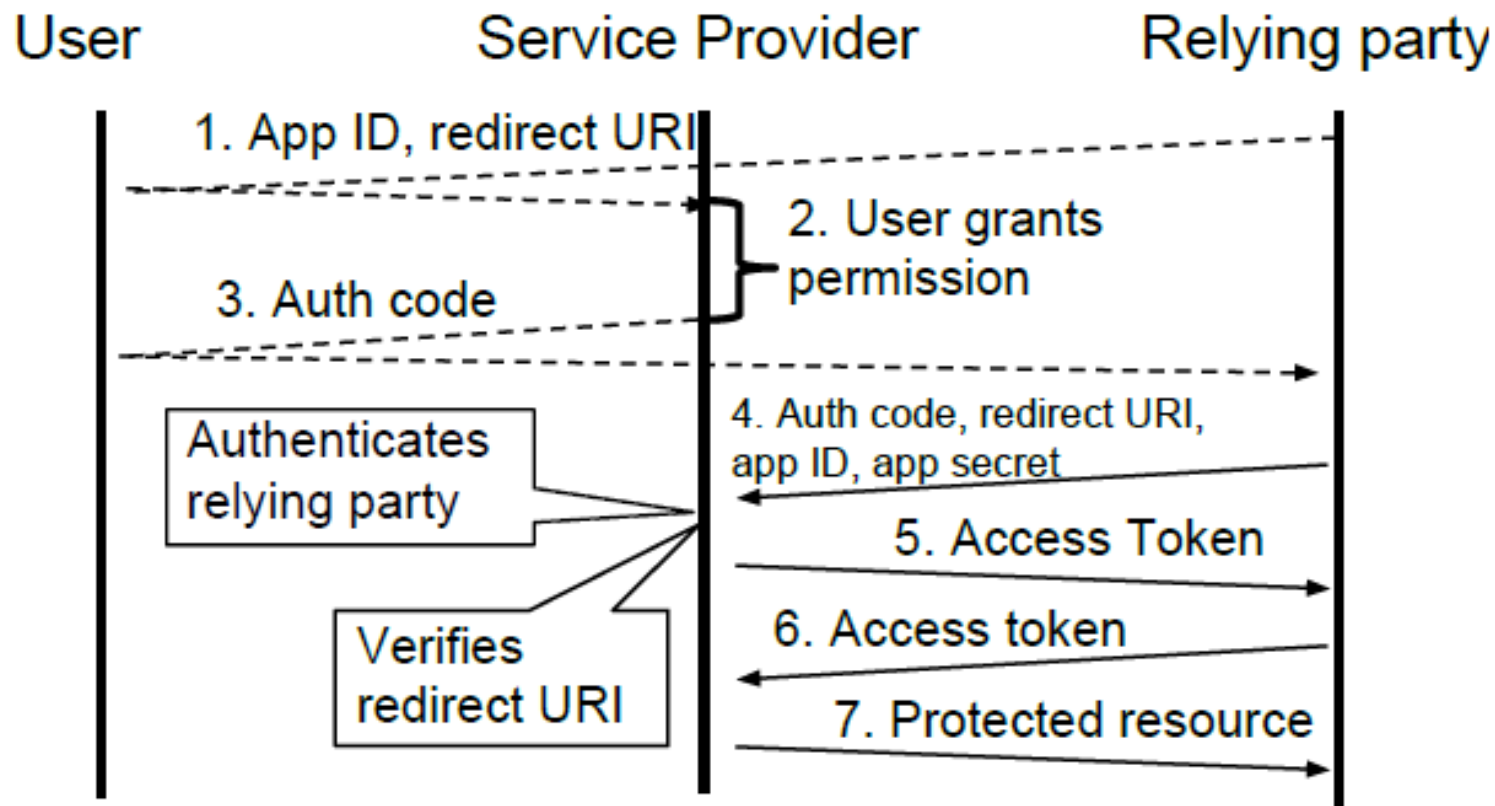 User
Service Provider
Relying party
1. App ID, redirect URI
2. User grants
permission
3. Auth code
4. Auth code, redirect URI,
app ID, app secret
Authenticates
relying party
5. Access Token
Verifies
redirect URI
6. Access token
7. Protected resource